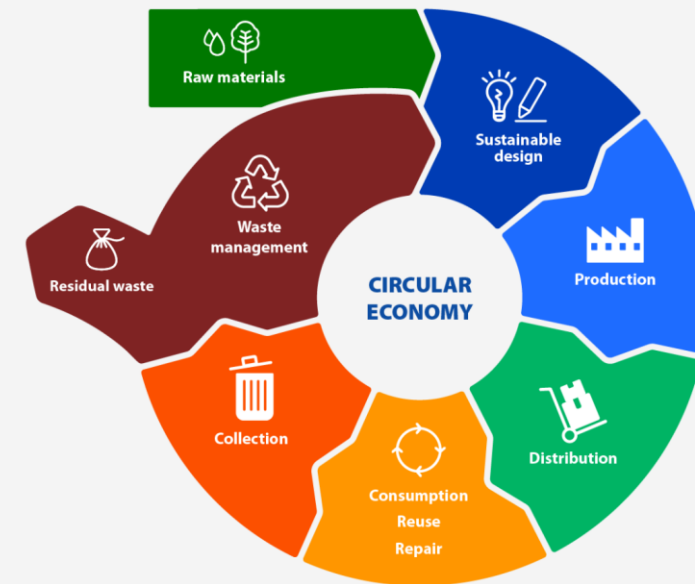 Raw materials
Sustainable
design
Production
Distribution
Consumption
Reuse
Repair
Collection
Waste
management
Residual waste
CIRCULAR
ECONOMY